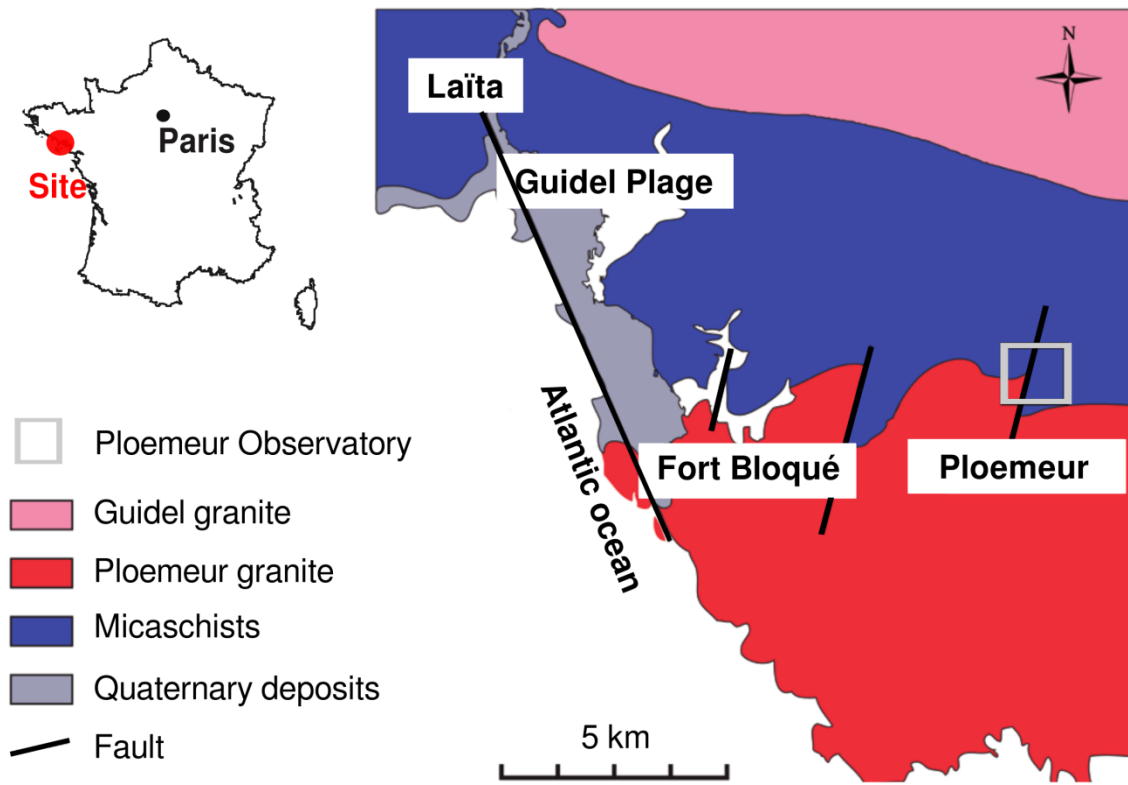 Paris
Site
N
Laïta
Guidel Plage
Atlantic ocean
Fort Bloqué
Ploemeur
Ploemeur Observatory
Guidel granite
Ploemeur granite
Micaschists
Quaternary deposits
Fault
5 km